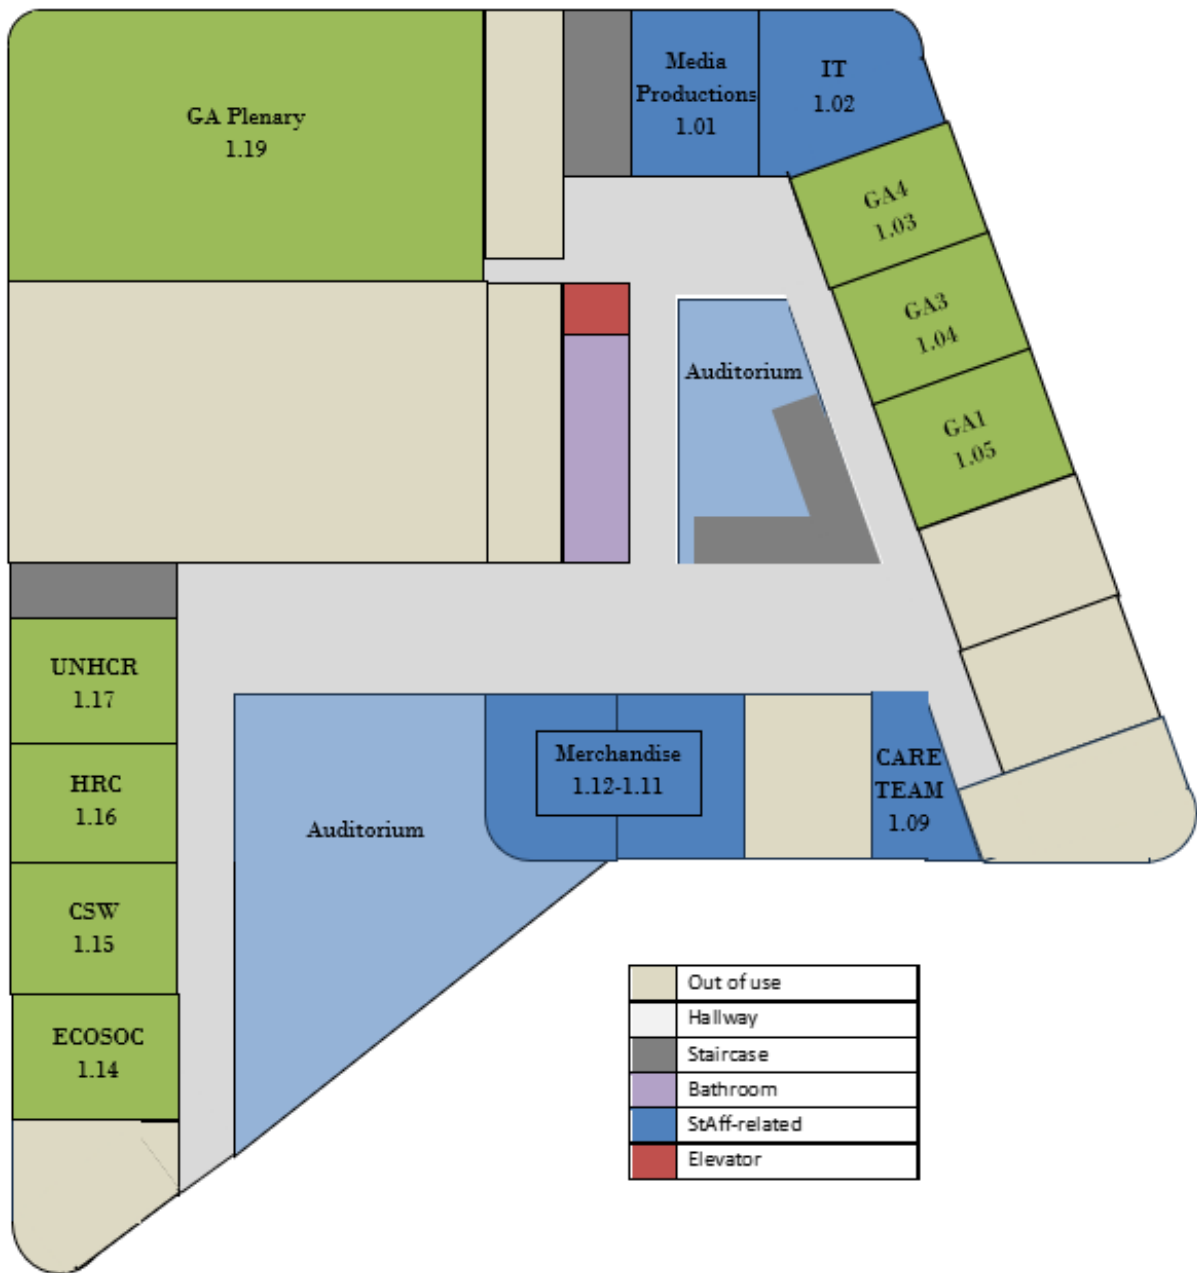 GA Plenary
1.19
Media
Productions
1.01
IT
1.02
GA4
1.03
GA3
1.04
GA1
1.05
Auditorium
UNHCR
1.17
HRC
1.16
CSW
1.15
ECOSOC
1.14
Auditorium
Merchandise
1.12-1.11
CARE
TEAM
1.09
Out of use
Hallway
Staircase
Bathroom
StAff-related
Elevator